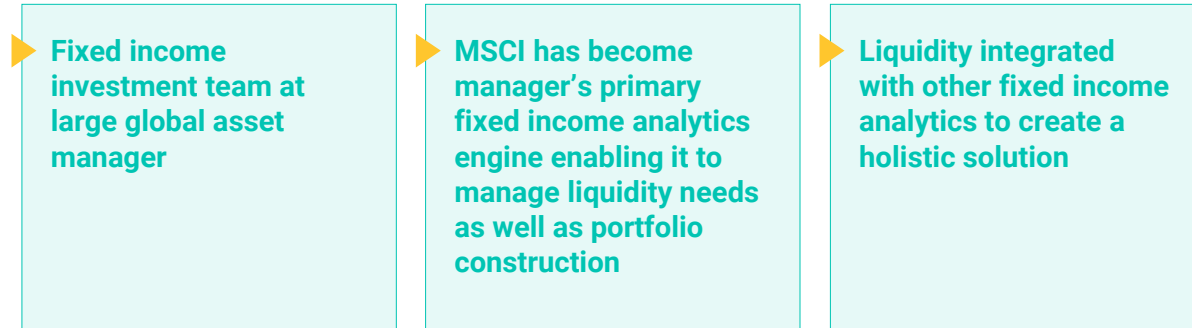 Fixed income
investment team at
large global asset
manager
MSCI has become
manager’s primary
fixed income analytics
engine enabling it to
manage liquidity needs
as well as portfolio
construction
Liquidity integrated
with other fixed income
analytics to create a
holistic solution